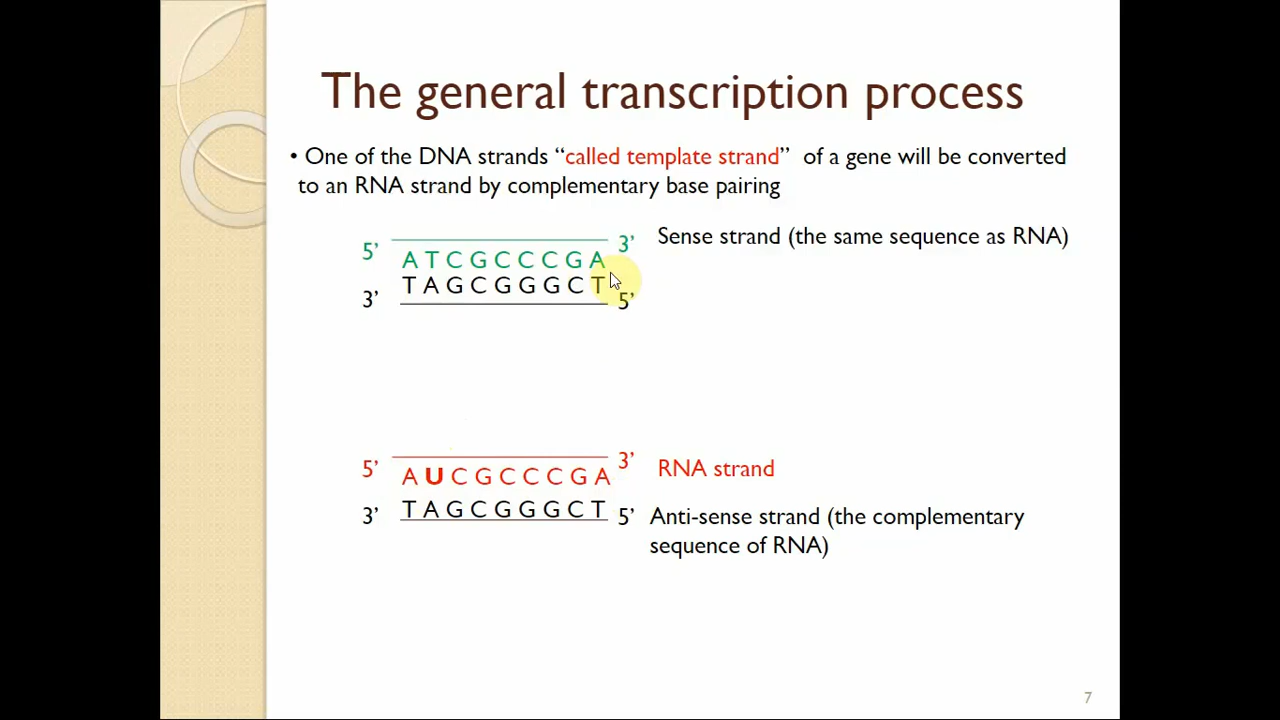 The general transcription process
• One of the DNA strands “called template strand” of a gene will be converted
to an RNA strand by complementary base pairing
5’ 3’ Sense strand (the same sequence as RNA)
A T C G C C C G A
T A G C G G G C T
3’ 5’
5’ 3’ RNA strand
A U C G C C C G A
T A G C G G G C T
3’ 5’ Anti-sense strand (the complementary
sequence of RNA)
7